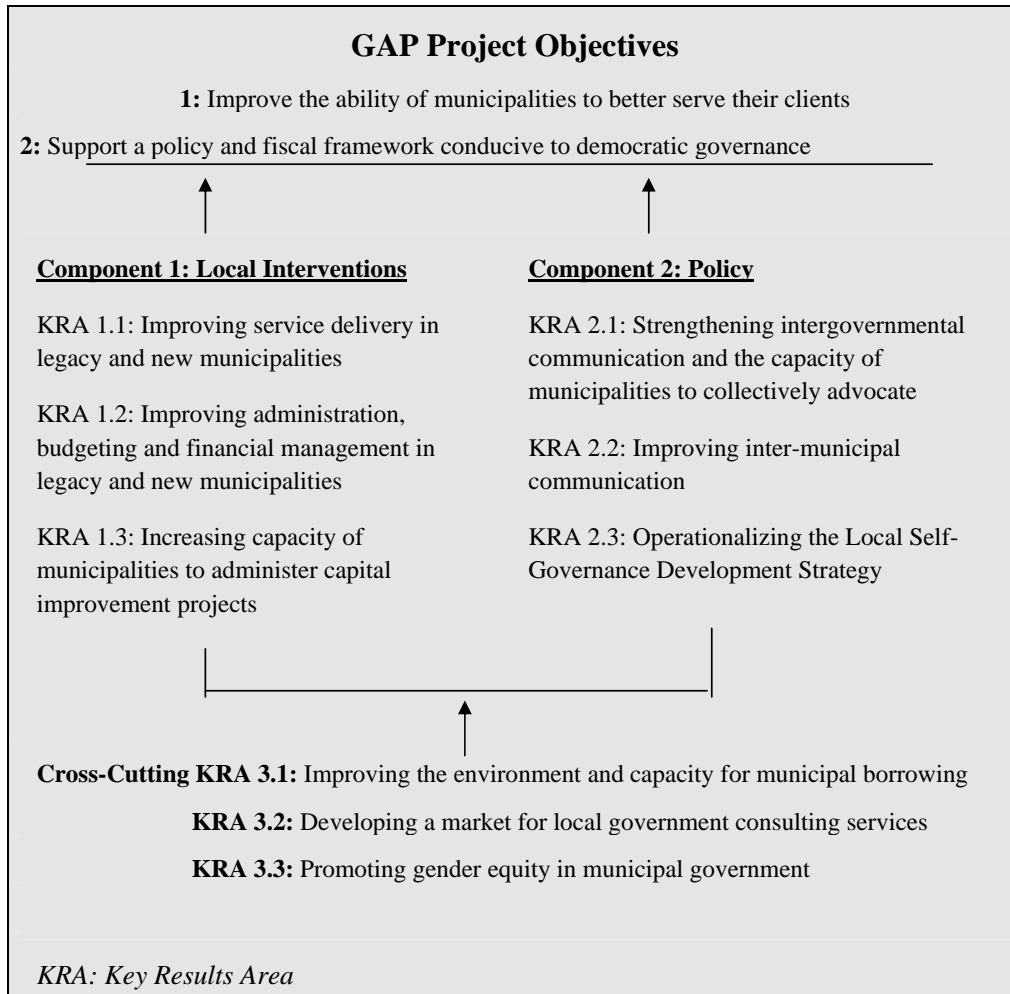 GAP Project Objectives
1: Improve the ability of municipalities to better serve their clients
2: Support a policy and fiscal framework conducive to democratic governance
Component 1: Local Interventions
KRA 1.1: Improving service delivery in
legacy and new municipalities
KRA 1.2: Improving administration,
budgeting and financial management in
legacy and new municipalities
KRA 1.3: Increasing capacity of
municipalities to administer capital
improvement projects
Component 2: Policy
KRA 2.1: Strengthening intergovernmental
communication and the capacity of
municipalities to collectively advocate
KRA 2.2: Improving inter-municipal
communication
KRA 2.3: Operationalizing the Local Self-
Governance Development Strategy
Cross-Cutting KRA 3.1: Improving the environment and capacity for municipal borrowing
KRA 3.2: Developing a market for local government consulting services
KRA 3.3: Promoting gender equity in municipal government
KRA: Key Results Area